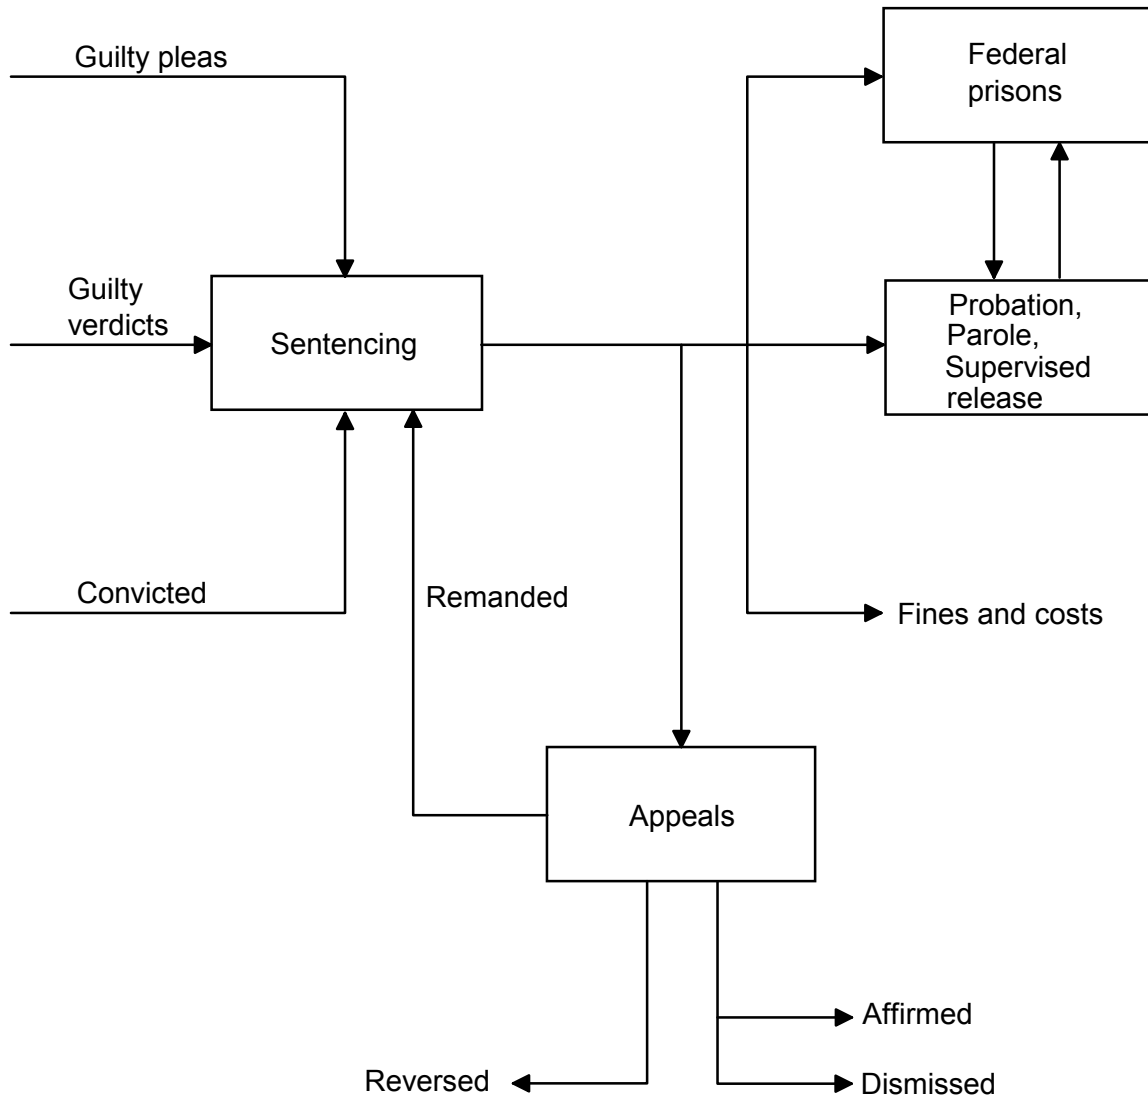 Guilty pleas
Federal
prisons
Guilty
verdicts
Sentencing
Probation,
Parole,
Supervised
release
Convicted
Remanded
Fines and costs
Appeals
Affirmed
Reversed
Dismissed